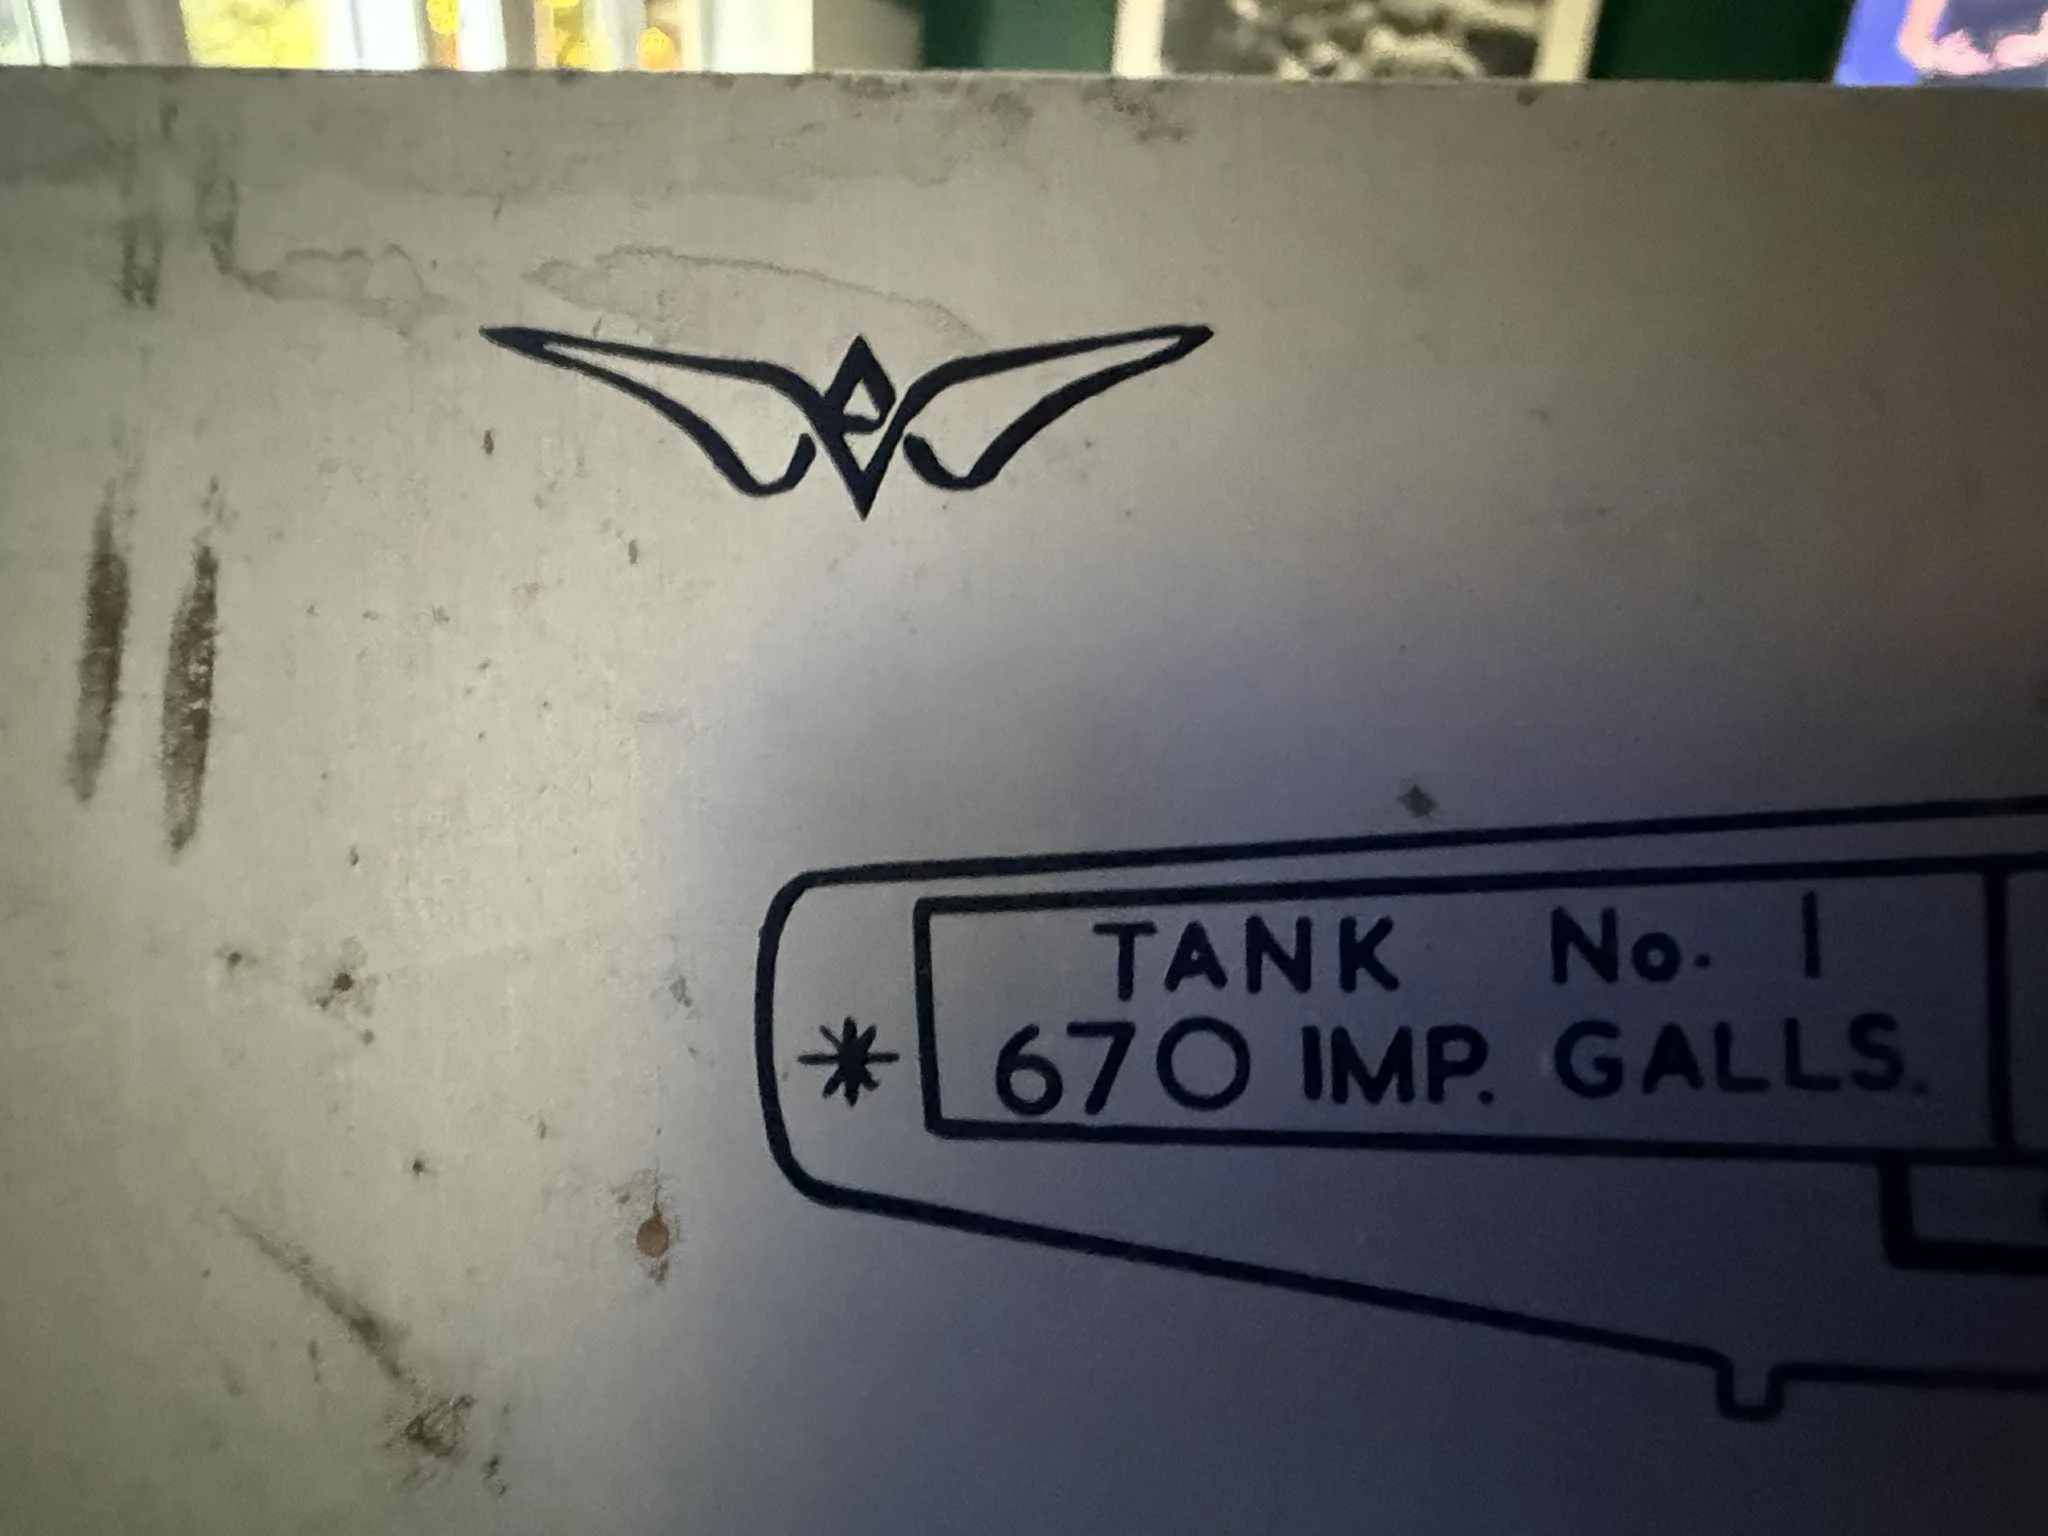 TANK No. 1
670 IMP. GALLS.